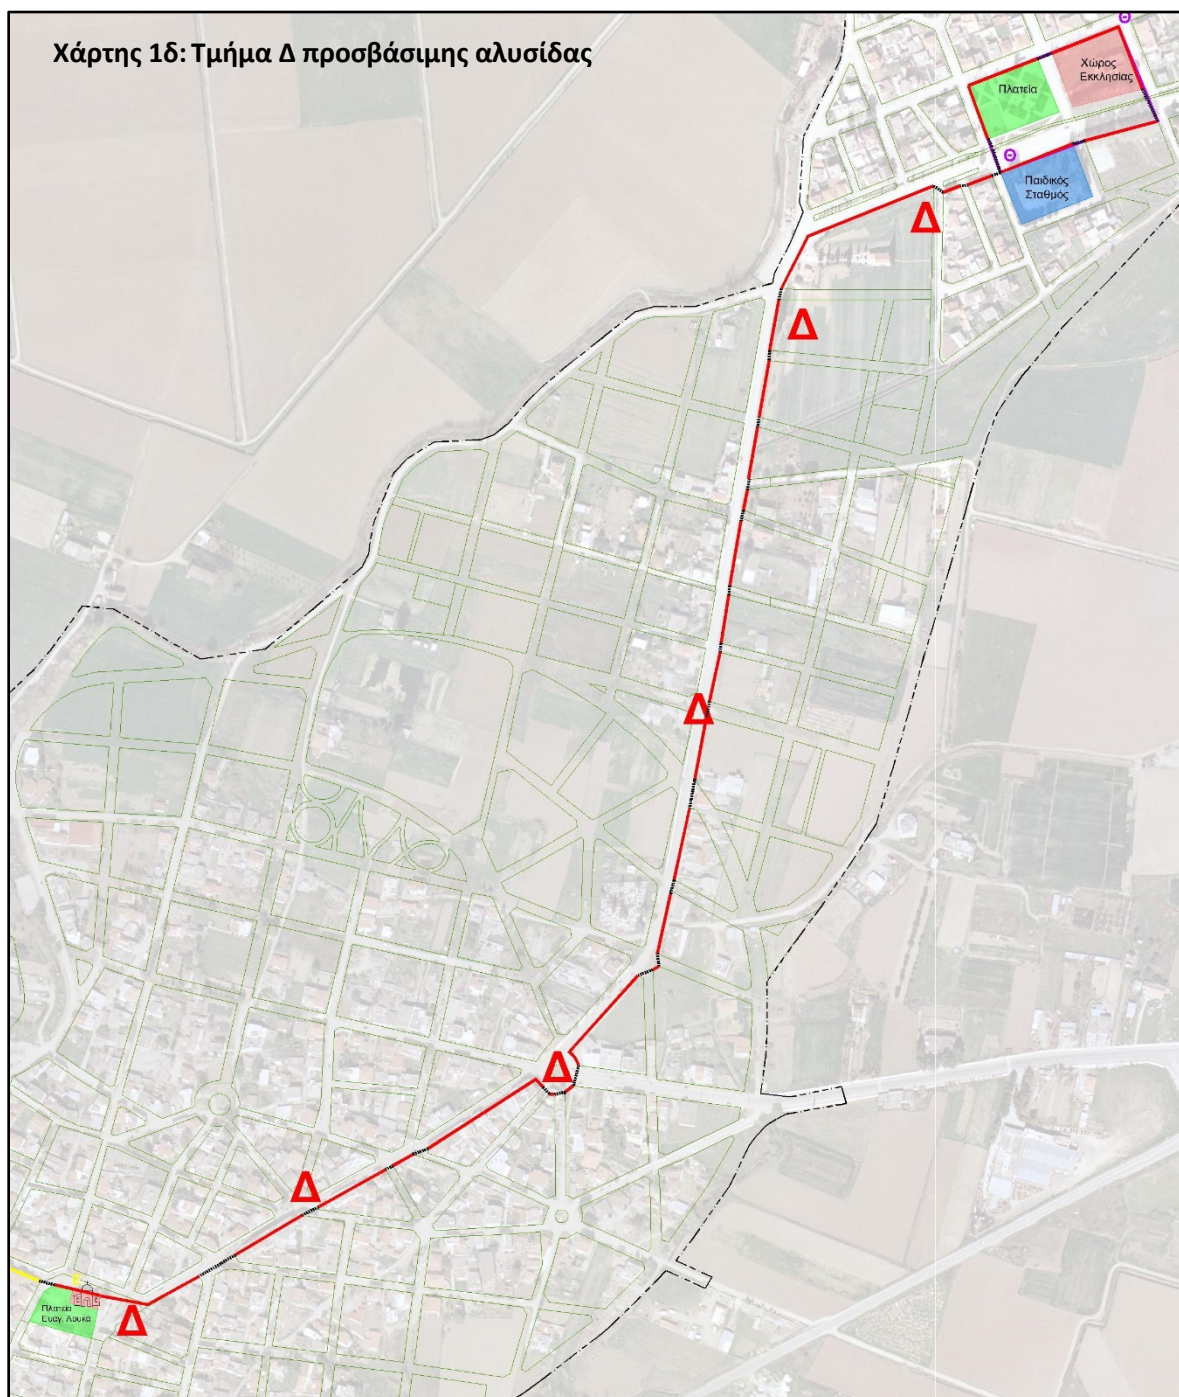 Χάρτης 1δ: Τμήμα Δ προσβάσιμης αλυσίδας
Θ
Χώρος
Εκκλησίας
Πλατεία
Θ
Παιδικός
Σταθμός
Δ
Δ
Δ
Δ
Δ
Πλατεία
Ευαγ. Λουκά
Δ